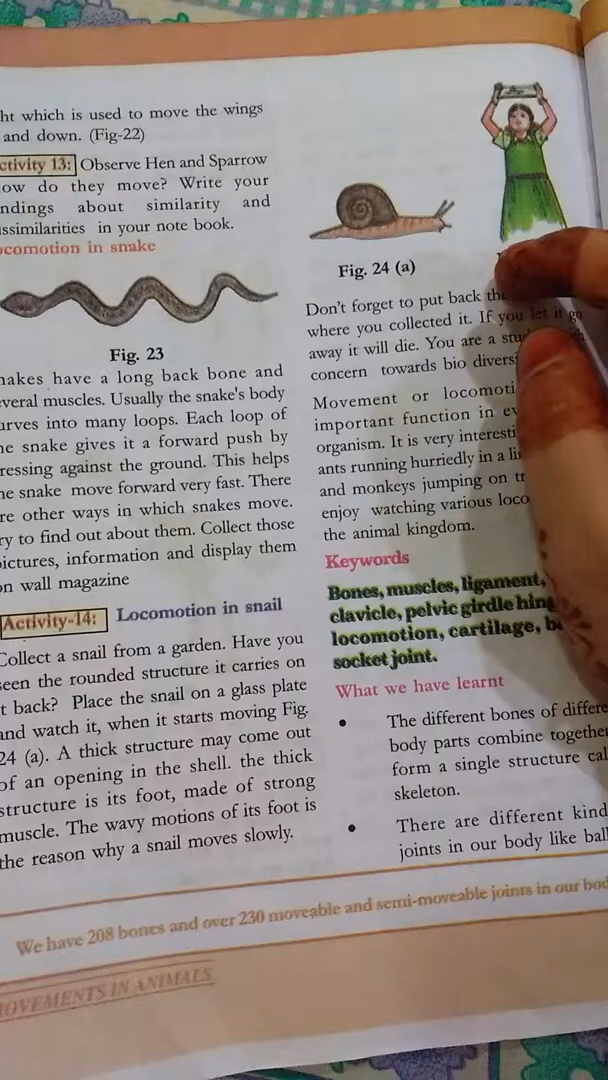 ht which is used to move the wings
and down. (Fig-22)
ctivity 13: Observe Hen and Sparrow
ow do they move? Write your
ndings about similarity and
issimilarities in your note book.
ocomotion in snake
Fig. 23
nakes have a long back bone and
everal muscles. Usually the snake's body
urves into many loops. Each loop of
he snake gives it a forward push by
ressing against the ground. This helps
he snake move forward very fast. There
re other ways in which snakes move.
ry to find out about them. Collect those
pictures, information and display them
on wall magazine
Activity-14: Locomotion in snail
Collect a snail from a garden. Have you
seen the rounded structure it carries on
t back? Place the snail on a glass plate
and watch it, when it starts moving Fig.
24 (a). A thick structure may come out
of an opening in the shell. the thick
structure is its foot, made of strong
muscle. The wavy motions of its foot is
the reason why a snail moves slowly.
Fig. 24 (a)
Don't forget to put back the
where you collected it. If you let it go
away it will die. You are a stu
concern towards bio diversi
Movement or locomoti
important function in ev
organism. It is very interesti
ants running hurriedly in a li
and monkeys jumping on tr
enjoy watching various loco
the animal kingdom.
Keywords
Bones, muscles, ligament,
clavicle, pelvic girdle hing
locomotion, cartilage, b
socket joint.
What we have learnt
• The different bones of differe
body parts combine together
form a single structure cal
skeleton.
• There are different kind
joints in our body like ball
We have 208 bones and over 230 moveable and semi-moveable joints in our bod
MOVEMENTS IN ANIMALS